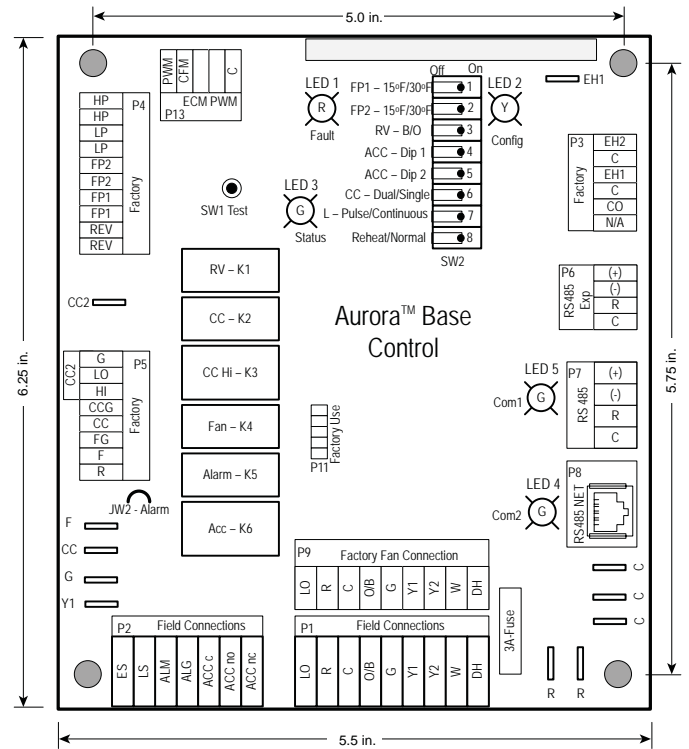 5.0 in.
6.25 in.
5.75 in.
5.5 in.
PWM
CFM
C
ECM PWM
P13
LED 1
R
Fault
Off On
FP1 – 15ºF/30ºF 1
FP2 – 15ºF/30ºF 2
RV – B/O 3
ACC – Dip 1 4
ACC – Dip 2 5
CC – Dual/Single 6
L – Pulse/Continuous 7
Reheat/Normal 8
SW2
LED 2
Y
Config
EH1
HP
HP
LP
LP
FP2
FP2
FP1
FP1
REV
REV
P4
Factory
SW1 Test
LED 3
G
Status
P3
Factory
EH2
C
EH1
C
CO
N/A
RV – K1
CC – K2
CC Hi – K3
Fan – K4
Alarm – K5
Acc – K6
CC2
Aurora™ Base
Control
P6
RS485
Exp
(+)
(-)
R
C
CC2
G
LO
HI
CCG
CC
FG
F
R
P5
Factory
P11
Factory Use
LED 5
Com1
G
P7
RS 485
(+)
(-)
R
C
JW2 - Alarm
LED 4
Com2
G
P8
RS485 NET
F
CC
G
Y1
P9
Factory Fan Connection
LO
R
C
O/B
G
Y1
Y2
W
DH
C
C
C
P2
Field Connections
ES
LS
ALM
ALG
ACC c
ACC no
ACC nc
P1
Field Connections
LO
R
C
O/B
G
Y1
Y2
W
DH
3A-Fuse
R
R